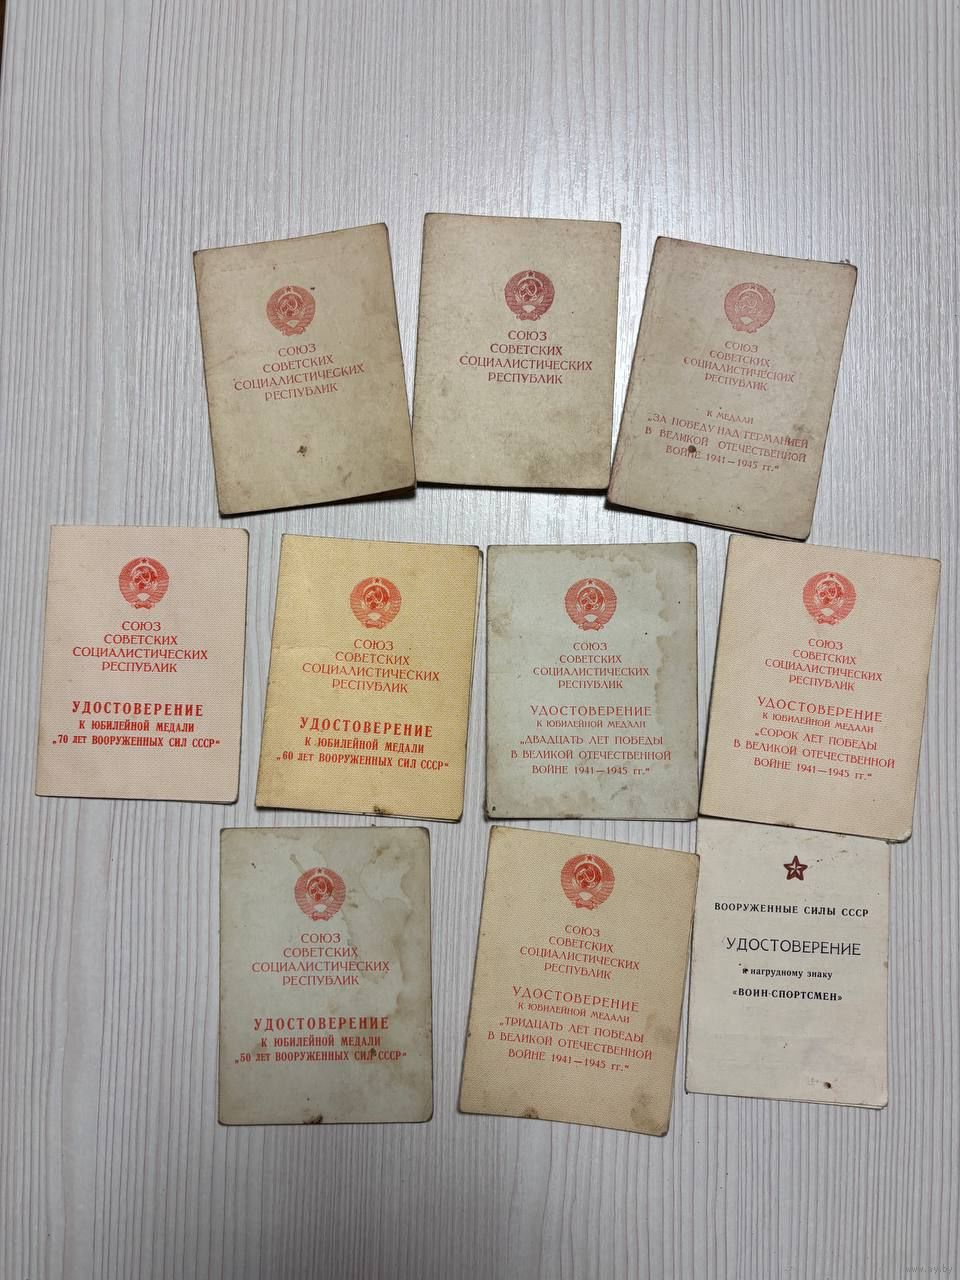 СОЮЗ
СОВЕТСКИХ
СОЦИАЛИСТИЧЕСКИХ
РЕСПУБЛИК
СОЮЗ
СОВЕТСКИХ
СОЦИАЛИСТИЧЕСКИХ
РЕСПУБЛИК
СОЮЗ
СОВЕТСКИХ
СОЦИАЛИСТИЧЕСКИХ
РЕСПУБЛИК
К МЕДАЛИ
„ЗА ПОБЕДУ НАД ГЕРМАНИЕЙ
В ВЕЛИКОЙ ОТЕЧЕСТВЕННОЙ
ВОЙНЕ 1941—1945 гг.“
СОЮЗ
СОВЕТСКИХ
СОЦИАЛИСТИЧЕСКИХ
РЕСПУБЛИК
УДОСТОВЕРЕНИЕ
К ЮБИЛЕЙНОЙ МЕДАЛИ
„70 ЛЕТ ВООРУЖЕННЫХ СИЛ СССР“
СОЮЗ
СОВЕТСКИХ
СОЦИАЛИСТИЧЕСКИХ
РЕСПУБЛИК
УДОСТОВЕРЕНИЕ
К ЮБИЛЕЙНОЙ МЕДАЛИ
„60 ЛЕТ ВООРУЖЕННЫХ СИЛ СССР“
СОЮЗ
СОВЕТСКИХ
СОЦИАЛИСТИЧЕСКИХ
РЕСПУБЛИК
УДОСТОВЕРЕНИЕ
К ЮБИЛЕЙНОЙ МЕДАЛИ
„ДВАДЦАТЬ ЛЕТ ПОБЕДЫ
В ВЕЛИКОЙ ОТЕЧЕСТВЕННОЙ
ВОЙНЕ 1941—1945 гг.“
СОЮЗ
СОВЕТСКИХ
СОЦИАЛИСТИЧЕСКИХ
РЕСПУБЛИК
УДОСТОВЕРЕНИЕ
К ЮБИЛЕЙНОЙ МЕДАЛИ
„СОРОК ЛЕТ ПОБЕДЫ
В ВЕЛИКОЙ ОТЕЧЕСТВЕННОЙ
ВОЙНЕ 1941—1945 гг.“
СОЮЗ
СОВЕТСКИХ
СОЦИАЛИСТИЧЕСКИХ
РЕСПУБЛИК
УДОСТОВЕРЕНИЕ
К ЮБИЛЕЙНОЙ МЕДАЛИ
„50 ЛЕТ ВООРУЖЕННЫХ СИЛ СССР“
СОЮЗ
СОВЕТСКИХ
СОЦИАЛИСТИЧЕСКИХ
РЕСПУБЛИК
УДОСТОВЕРЕНИЕ
К ЮБИЛЕЙНОЙ МЕДАЛИ
„ТРИДЦАТЬ ЛЕТ ПОБЕДЫ
В ВЕЛИКОЙ ОТЕЧЕСТВЕННОЙ
ВОЙНЕ 1941—1945 гг.“
ВООРУЖЕННЫЕ СИЛЫ СССР
УДОСТОВЕРЕНИЕ
к нагрудному знаку
«ВОИН-СПОРТСМЕН»
www.ay.by